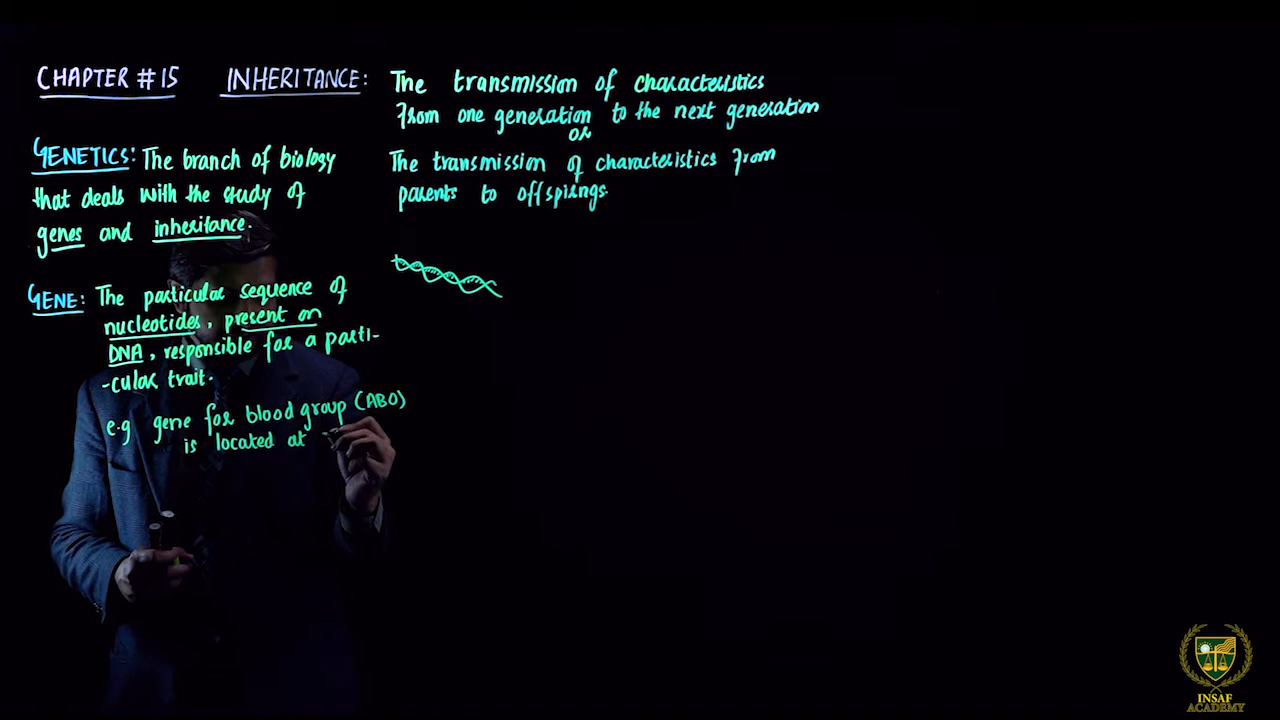 CHAPTER #15 INHERITANCE:
The transmission of characteristics
From one generation to the next generation
OR
The transmission of characteristics From
parents to offspirngs.
GENETICS: The branch of biology
that deals with the study of
genes and inheritance.
GENE: The particular sequence of
nucleotides, present on
DNA, responsible for a parti-
-cular trait.
e.g gene for blood group (ABO)
is located at
INSAF
ACADEMY